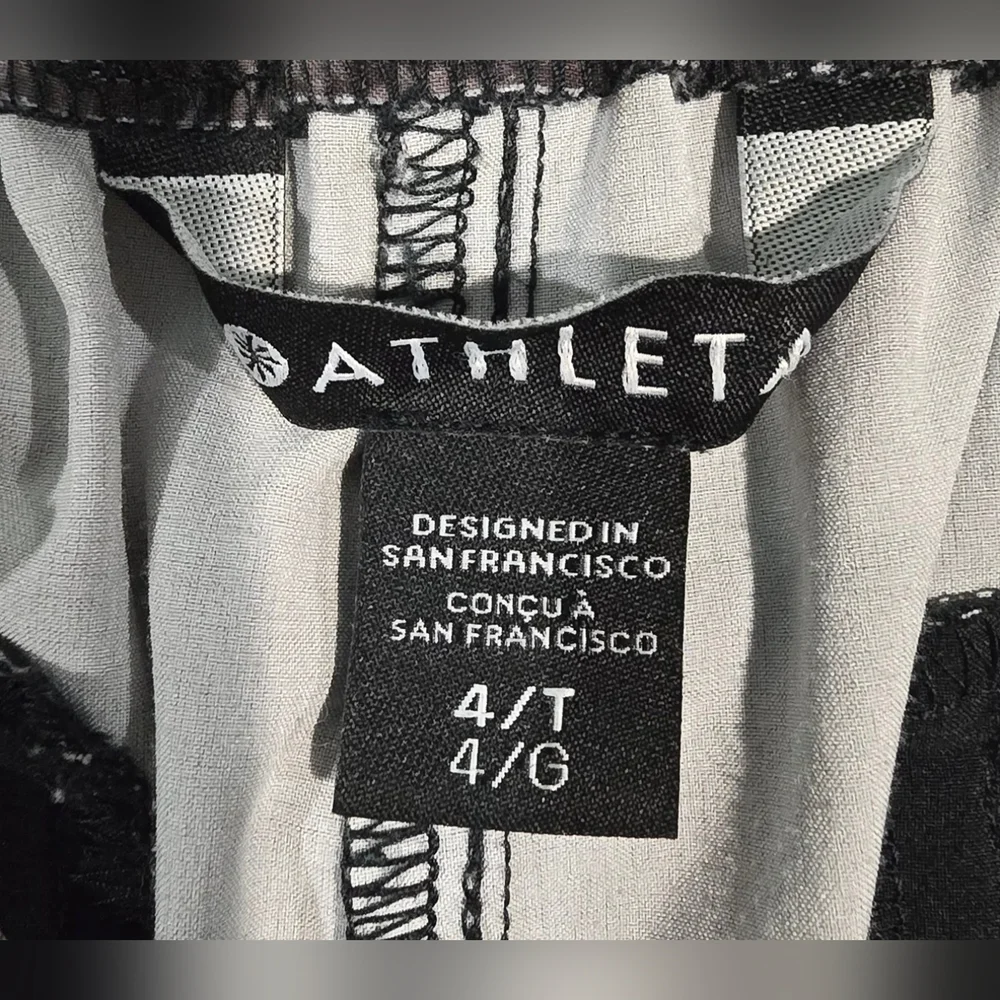 ATHLETA
DESIGNED IN
SAN FRANCISCO
CONÇU À
SAN FRANCISCO
4/T
4/G